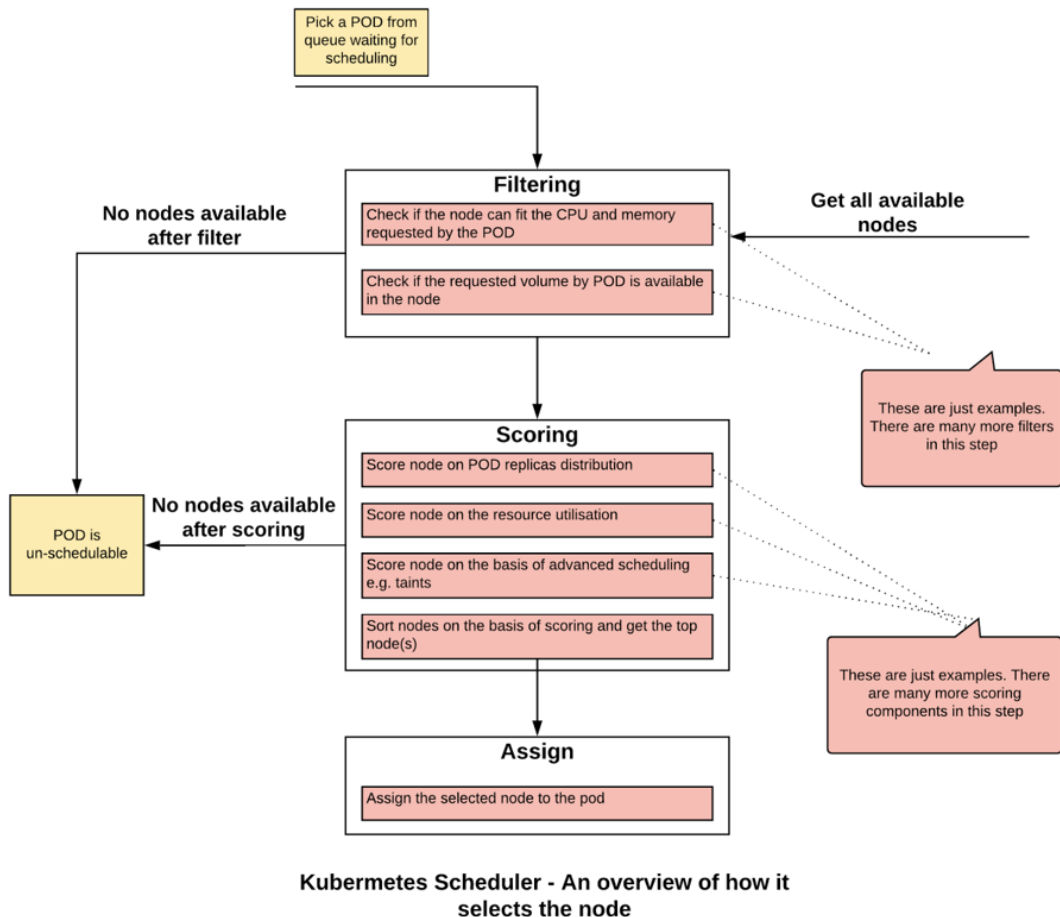 Pick a POD from
queue waiting for
scheduling
Filtering
Check if the node can fit the CPU and memory
requested by the POD
Check if the requested volume by POD is available
in the node
No nodes available
after filter
Get all available
nodes
These are just examples.
There are many more filters
in this step
Scoring
Score node on POD replicas distribution
Score node on the resource utilisation
Score node on the basis of advanced scheduling
e.g. taints
Sort nodes on the basis of scoring and get the top
node(s)
No nodes available
after scoring
POD is
un-schedulable
These are just examples. There
are many more scoring
components in this step
Assign
Assign the selected node to the pod
Kubernetes Scheduler - An overview of how it
selects the node